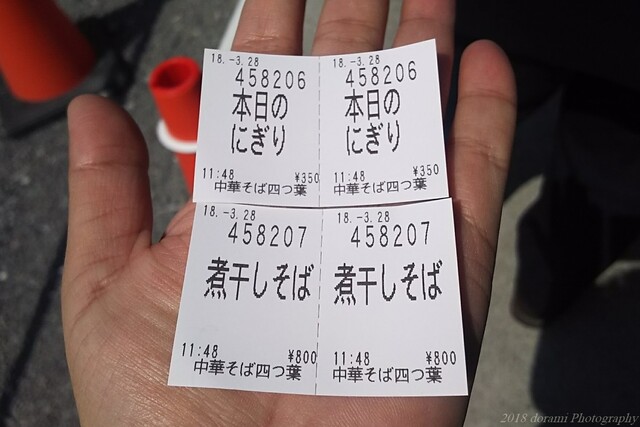 18.-3.28
458206
本日の
にぎり
11:48 ¥350
中華そば四つ葉
18.-3.28
458206
本日の
にぎり
11:48 ¥350
中華そば四つ葉
18.-3.28
458207
煮干しそば
11:48 ¥800
中華そば四つ葉
18.-3.28
458207
煮干しそば
11:48 ¥800
中華そば四つ葉
2018 dorami Photography